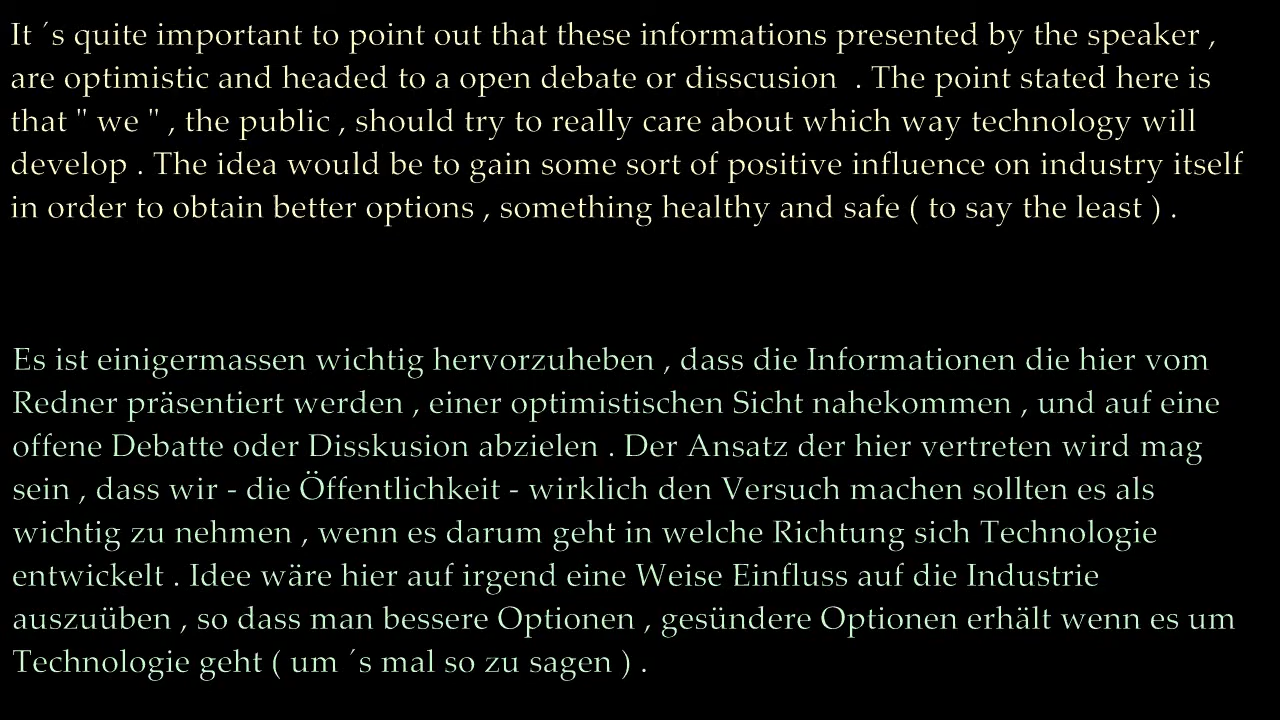 It ´s quite important to point out that these informations presented by the speaker ,
are optimistic and headed to a open debate or disscusion  . The point stated here is
that " we " , the public , should try to really care about which way technology will
develop . The idea would be to gain some sort of positive influence on industry itself
in order to obtain better options , something healthy and safe ( to say the least ) .
Es ist einigermassen wichtig hervorzuheben , dass die Informationen die hier vom
Redner präsentiert werden , einer optimistischen Sicht nahekommen , und auf eine
offene Debatte oder Disskusion abzielen . Der Ansatz der hier vertreten wird mag
sein , dass wir - die Öffentlichkeit - wirklich den Versuch machen sollten es als
wichtig zu nehmen , wenn es darum geht in welche Richtung sich Technologie
entwickelt . Idee wäre hier auf irgend eine Weise Einfluss auf die Industrie
auszuüben , so dass man bessere Optionen , gesündere Optionen erhält wenn es um
Technologie geht ( um ´s mal so zu sagen ) .